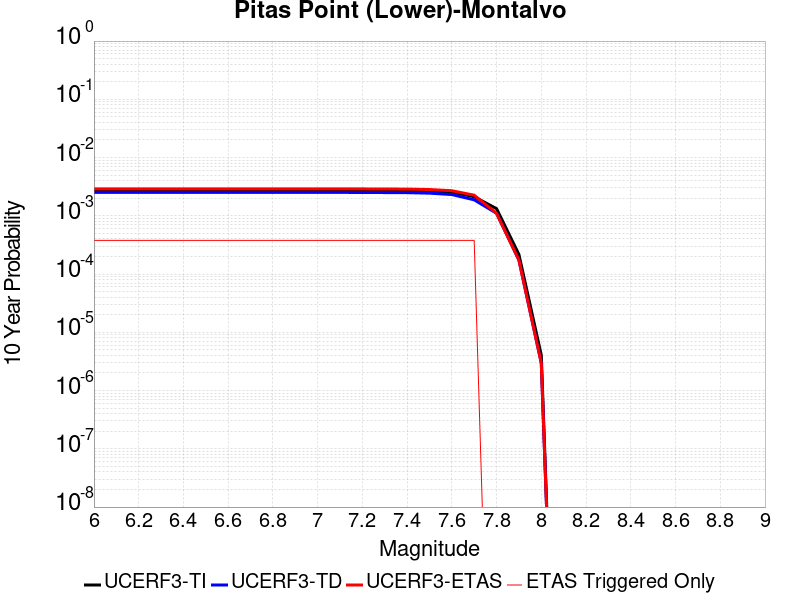 Pitas Point (Lower)-Montalvo
10^0
10^-1
10^-2
10^-3
10^-4
10^-5
10^-6
10^-7
10^-8
10 Year Probability
6 6.2 6.4 6.6 6.8 7 7.2 7.4 7.6 7.8 8 8.2 8.4 8.6 8.8 9
Magnitude
UCERF3-TI UCERF3-TD UCERF3-ETAS ETAS Triggered Only